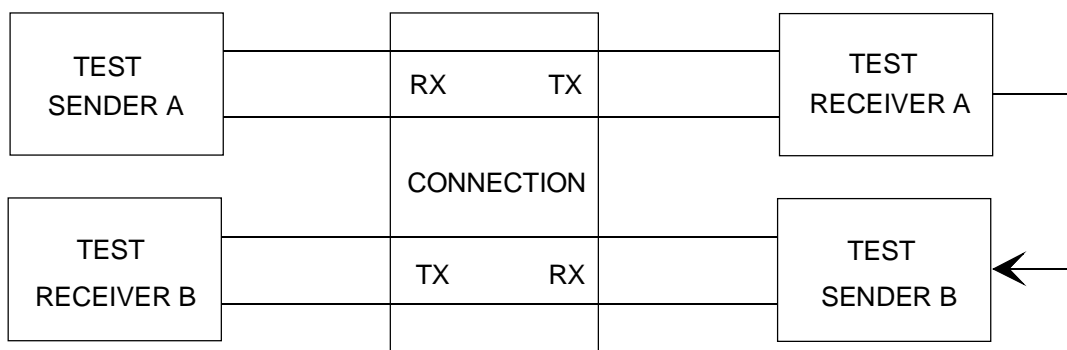 TEST
SENDER A
RX TX
TEST
RECEIVER A
CONNECTION
TEST
RECEIVER B
TX RX
TEST
SENDER B